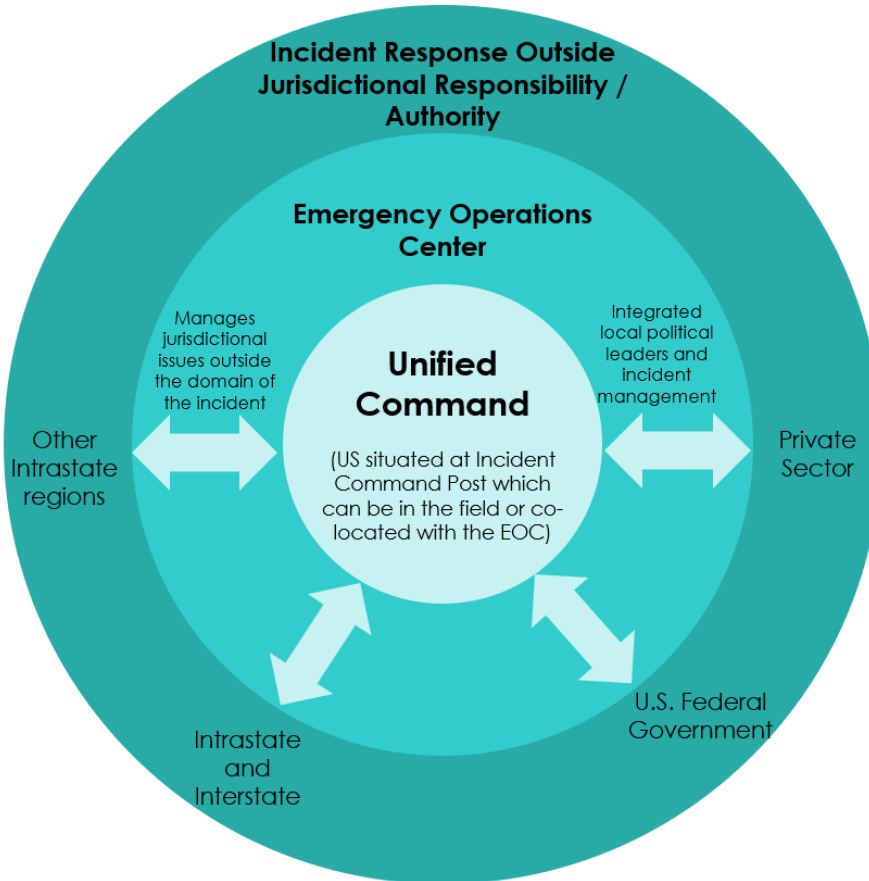 Incident Response Outside
Jurisdictional Responsibility /
Authority
Emergency Operations
Center
Manages
jurisdictional
issues outside
the domain of
the incident
Integrated
local political
leaders and
incident
management
Unified
Command
(US situated at Incident
Command Post which
can be in the field or co-
located with the EOC)
Other
Intrastate
regions
Private
Sector
Intrastate
and
Interstate
U.S. Federal
Government